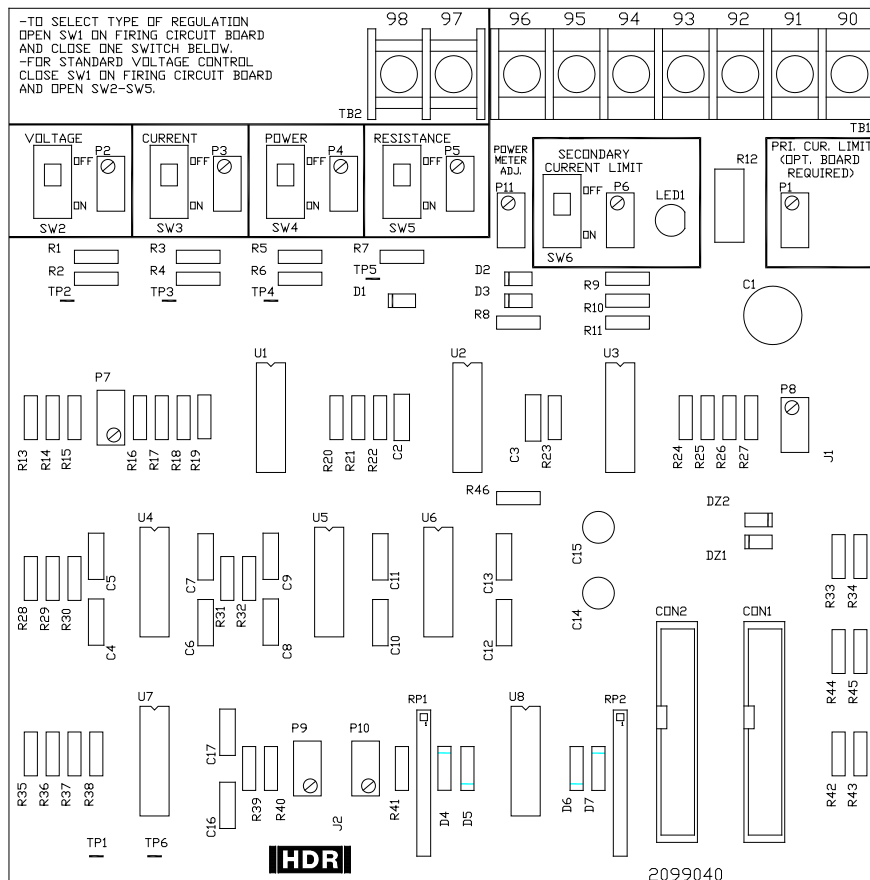 -TO SELECT TYPE OF REGULATION
OPEN SW1 ON FIRING CIRCUIT BOARD
AND CLOSE ONE SWITCH BELOW.
-FOR STANDARD VOLTAGE CONTROL
CLOSE SW1 ON FIRING CIRCUIT BOARD
AND OPEN SW2-SW5.
98 97 96 95 94 93 92 91 90
TB2 TB1
VOLTAGE
P2
OFF
ON
SW2
CURRENT
P3
OFF
ON
SW3
POWER
P4
OFF
ON
SW4
RESISTANCE
P5
OFF
ON
SW5
POWER
METER
ADJ.
P11
SECONDARY
CURRENT LIMIT
OFF
P6
LED1
ON
SW6
R12
PRI. CUR. LIMIT
(OPT. BOARD
REQUIRED)
P1
R1 R3 R5 R7
R2 R4 R6 TP5
TP2 TP3 TP4 D1
D2 R9
D3 R10
R8 R11
C1
U1 U2 U3
P7 P8
R13 R14 R15 R16 R17 R18 R19 R20 R21 R22 C2 C3 R23 R24 R25 R26 R27 J1
R46
DZ2
DZ1
U4 U5 U6
C5 C7 C9 C11 C13 C15
R28 R29 R30 R31 R32 R33 R34
C4 C6 C8 C10 C12 C14
CON2 CON1
R44 R45
U7 P9 P10 RP1 U8 RP2
C17
R35 R36 R37 R38 R39 R40 R41 D4 D5 D6 D7 R42 R43
C16 J2
TP1 TP6
HDR
2099040